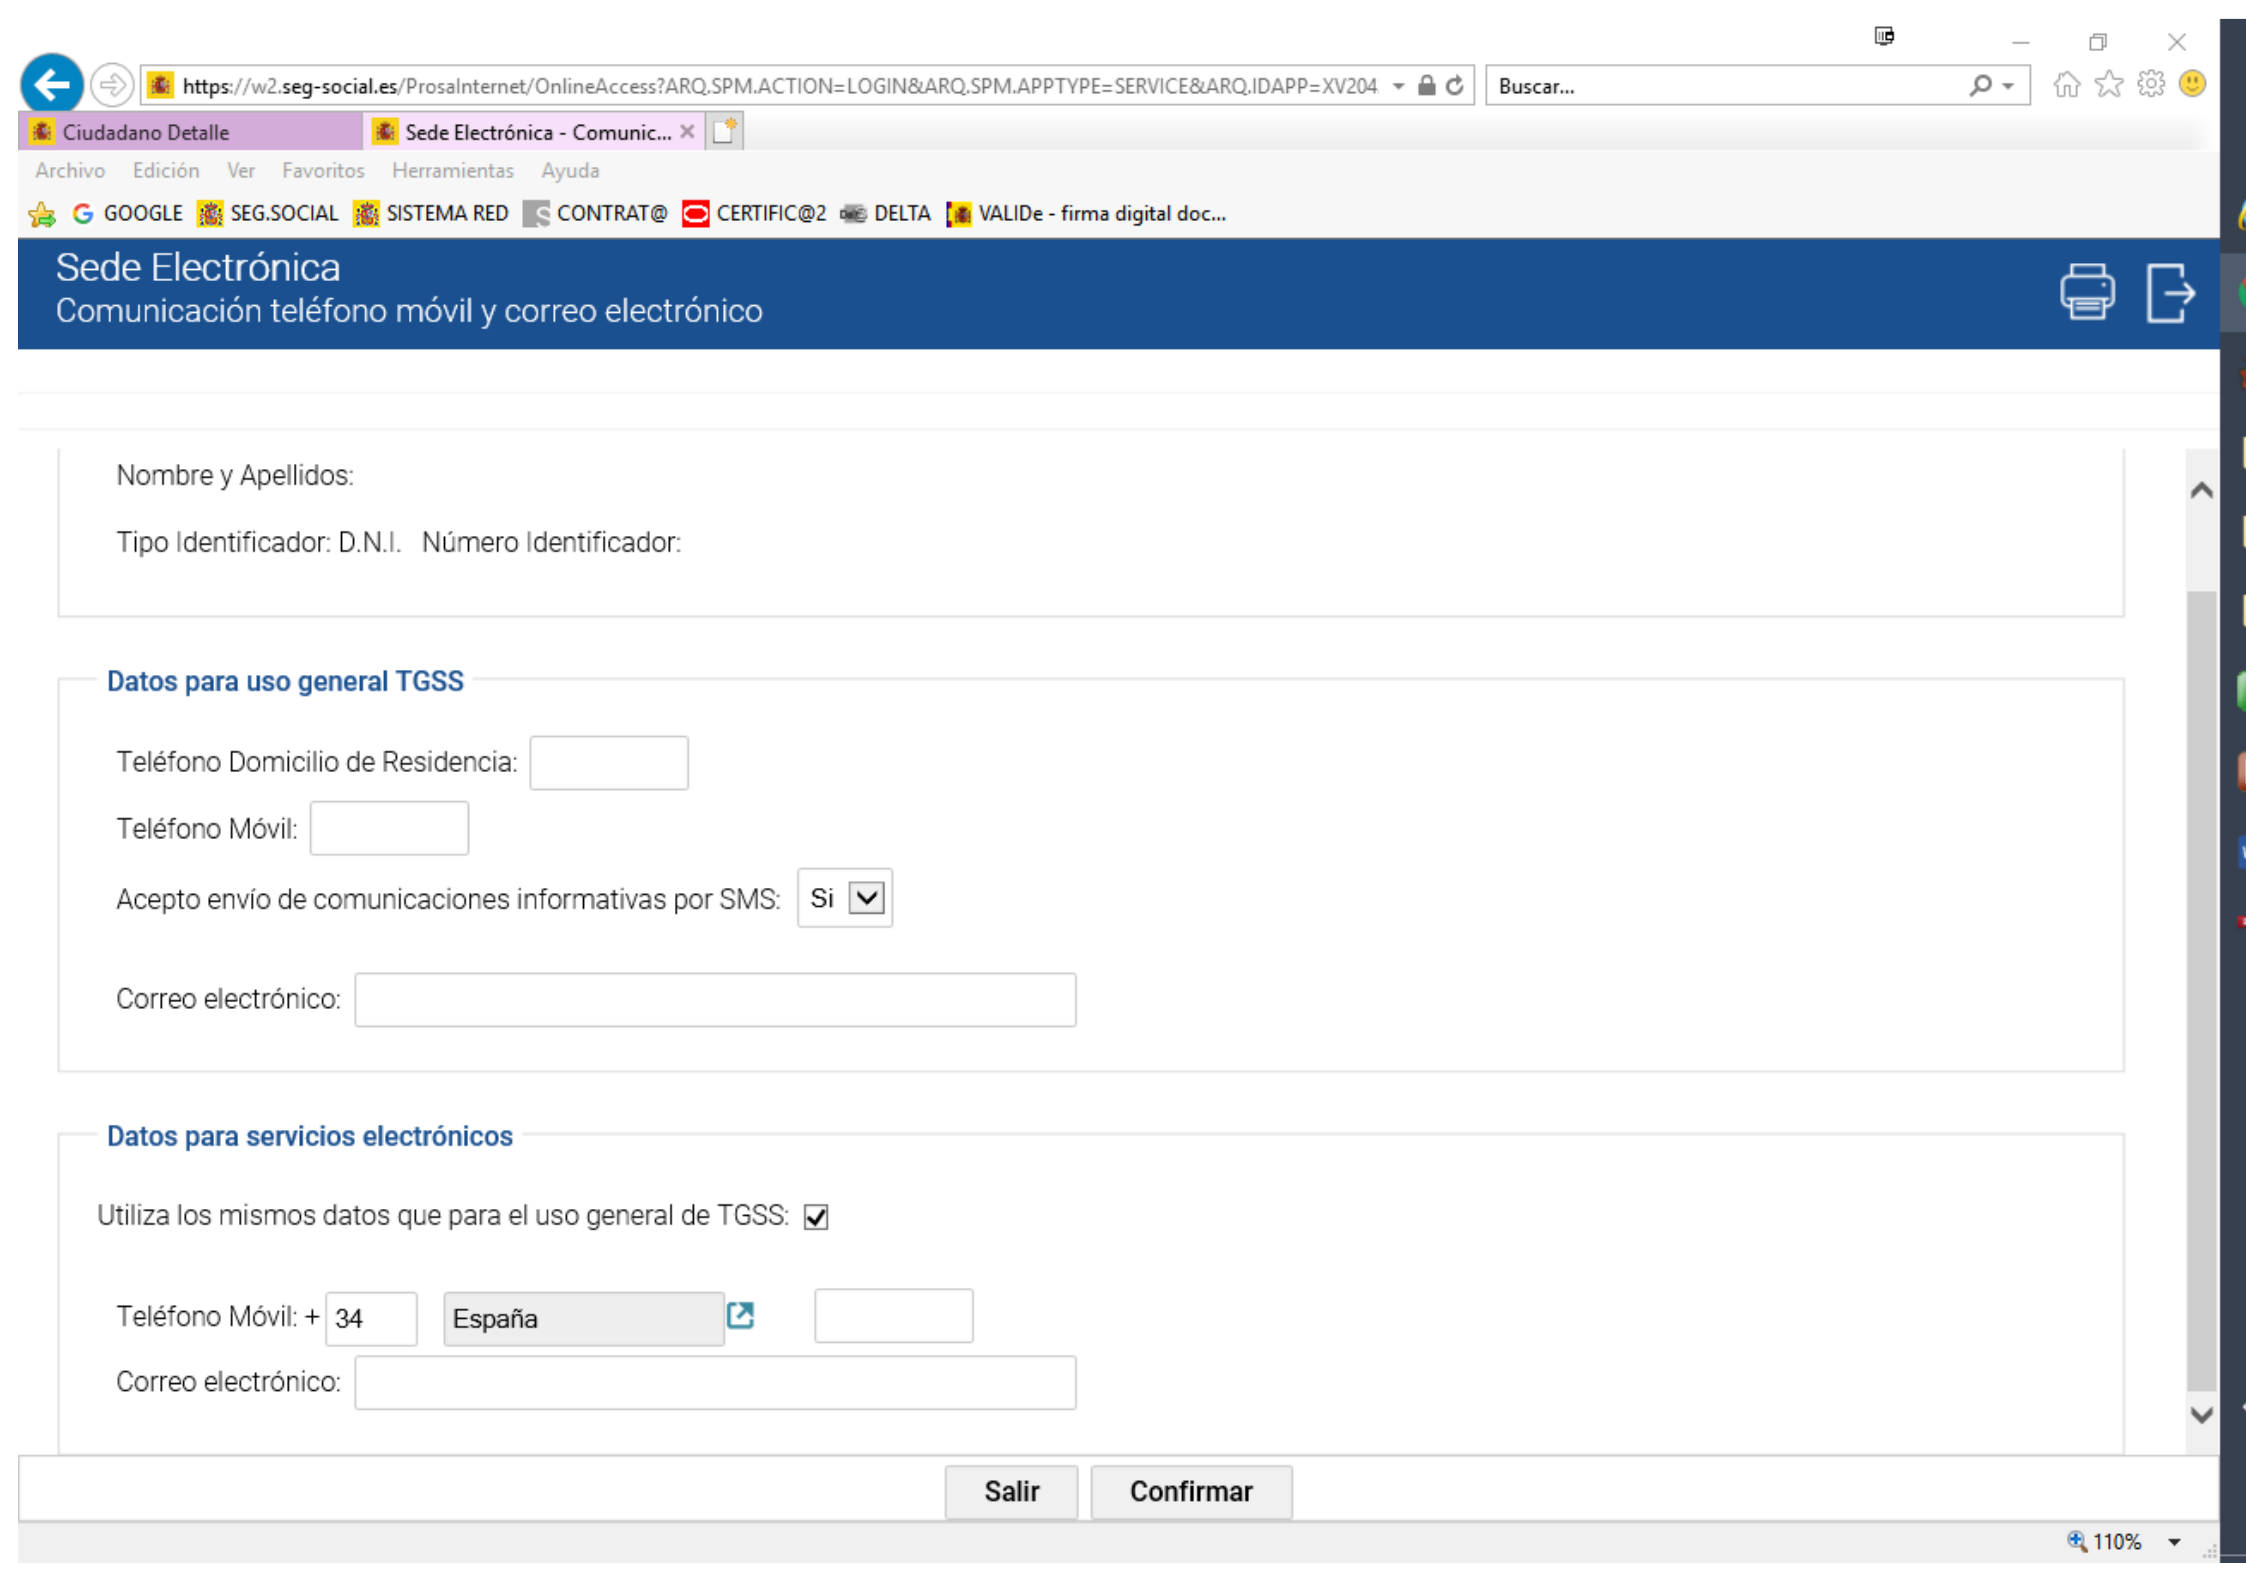 https://w2.seg-social.es/ProsaInternet/OnlineAccess?ARQ.SPM.ACTION=LOGIN&ARQ.SPM.APPTYPE=SERVICE&ARQ.IDAPP=XV204 Buscar...
Ciudadano Detalle Sede Electrónica - Comunic...
Archivo Edición Ver Favoritos Herramientas Ayuda
GOOGLE SEG.SOCIAL SISTEMA RED CONTRAT@ CERTIFIC@2 DELTA VALIDe - firma digital doc...
Sede Electrónica
Comunicación teléfono móvil y correo electrónico
Nombre y Apellidos:
Tipo Identificador: D.N.I. Número Identificador:
Datos para uso general TGSS
Teléfono Domicilio de Residencia:
Teléfono Móvil:
Acepto envío de comunicaciones informativas por SMS: Si
Correo electrónico:
Datos para servicios electrónicos
Utiliza los mismos datos que para el uso general de TGSS:
Teléfono Móvil: + 34 España
Correo electrónico:
Salir Confirmar
110%